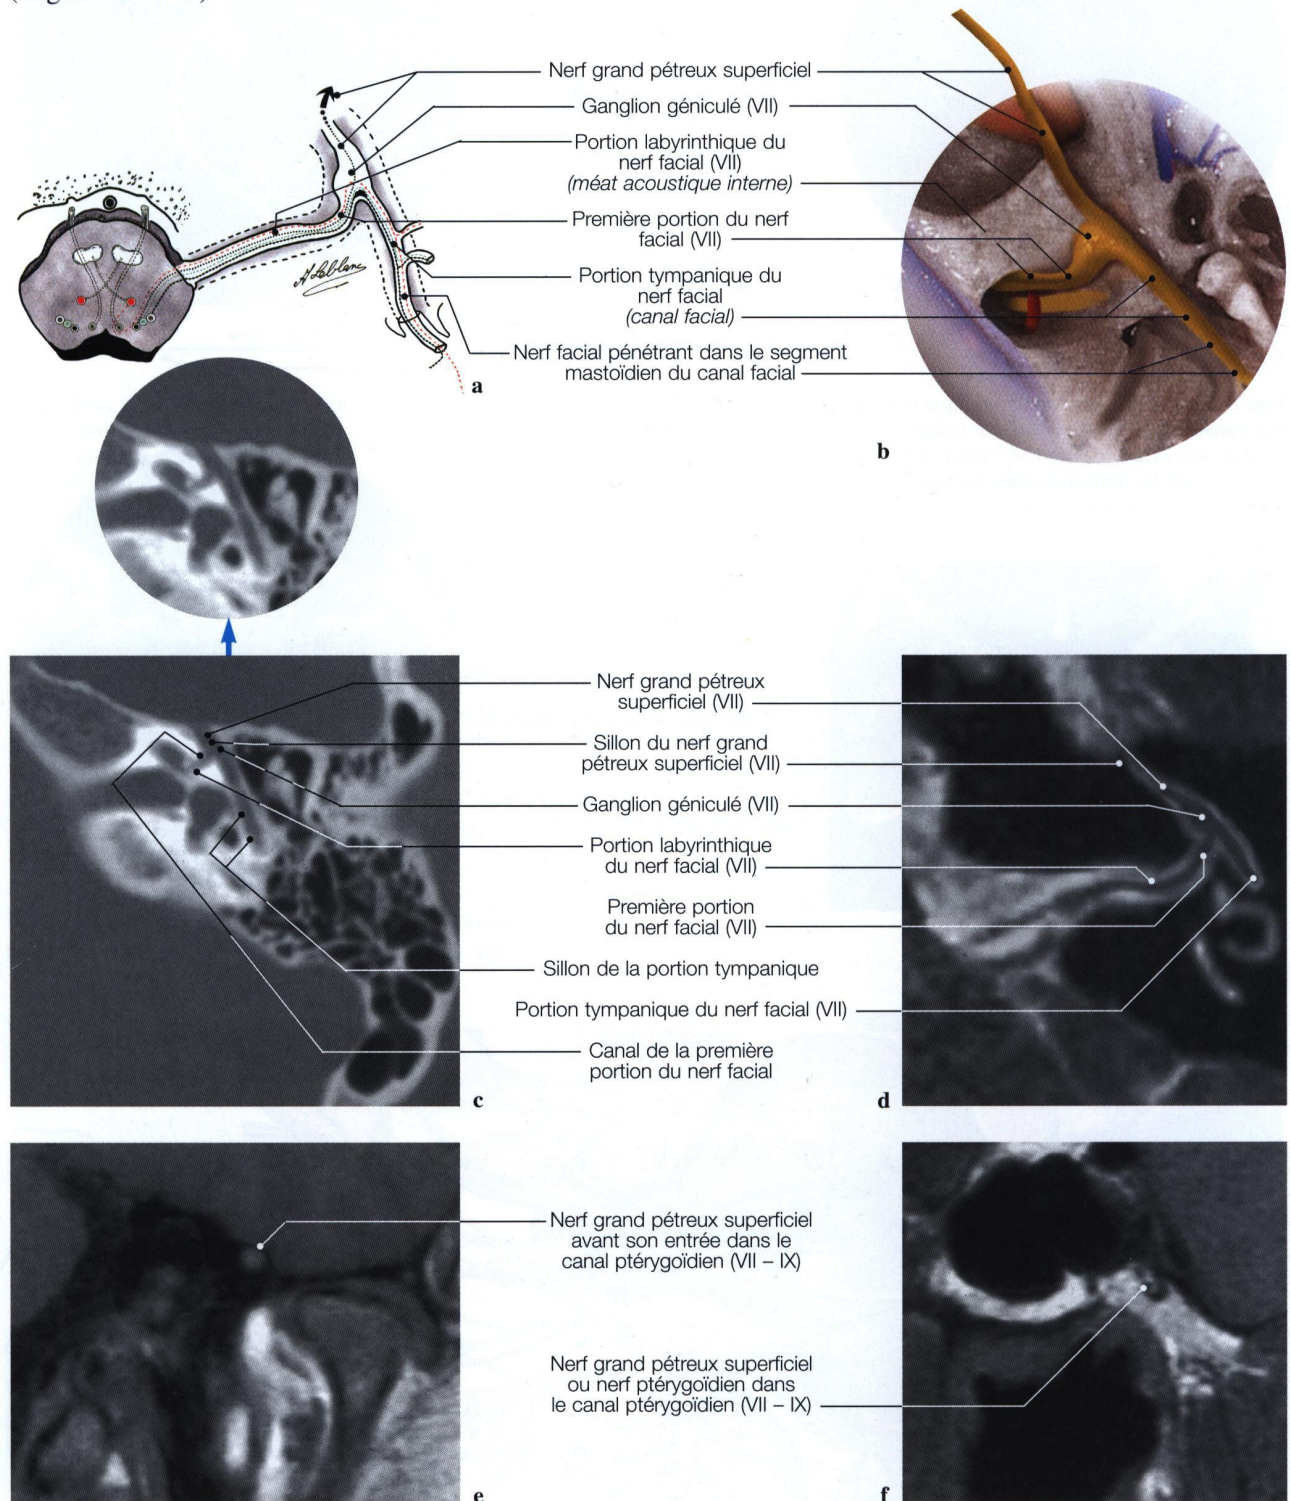 Nerf grand pétreux superficiel
Ganglion géniculé (VII)
Portion labyrinthique du
nerf facial (VII)
(méat acoustique interne)
Première portion du nerf
facial (VII)
Portion tympanique du
nerf facial
(canal facial)
Nerf facial pénétrant dans le segment
mastoïdien du canal facial
A Leblanc
a
b
Nerf grand pétreux
superficiel (VII)
Sillon du nerf grand
pétreux superficiel (VII)
Ganglion géniculé (VII)
Portion labyrinthique
du nerf facial (VII)
Première portion
du nerf facial (VII)
Sillon de la portion tympanique
Portion tympanique du nerf facial (VII)
Canal de la première
portion du nerf facial
c
d
Nerf grand pétreux superficiel
avant son entrée dans le
canal ptérygoïdien (VII – IX)
Nerf grand pétreux superficiel
ou nerf ptérygoïdien dans
le canal ptérygoïdien (VII – IX)
e
f